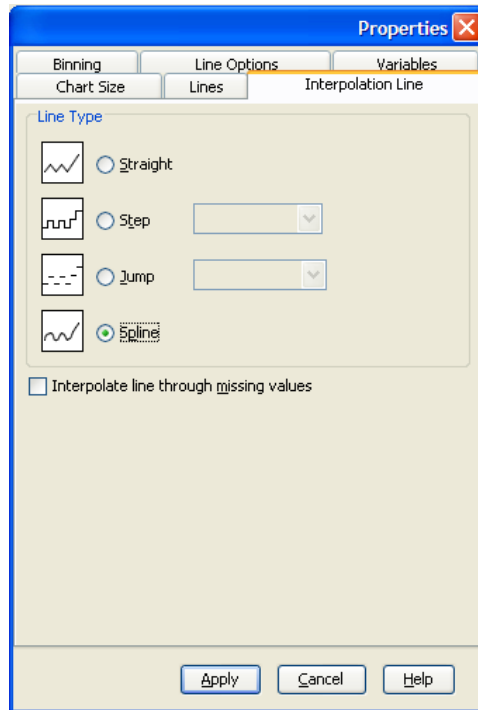 Properties
Binning Line Options Variables
Chart Size Lines Interpolation Line
Line Type
Straight
Step
Jump
Spline
Interpolate line through missing values
Apply Cancel Help